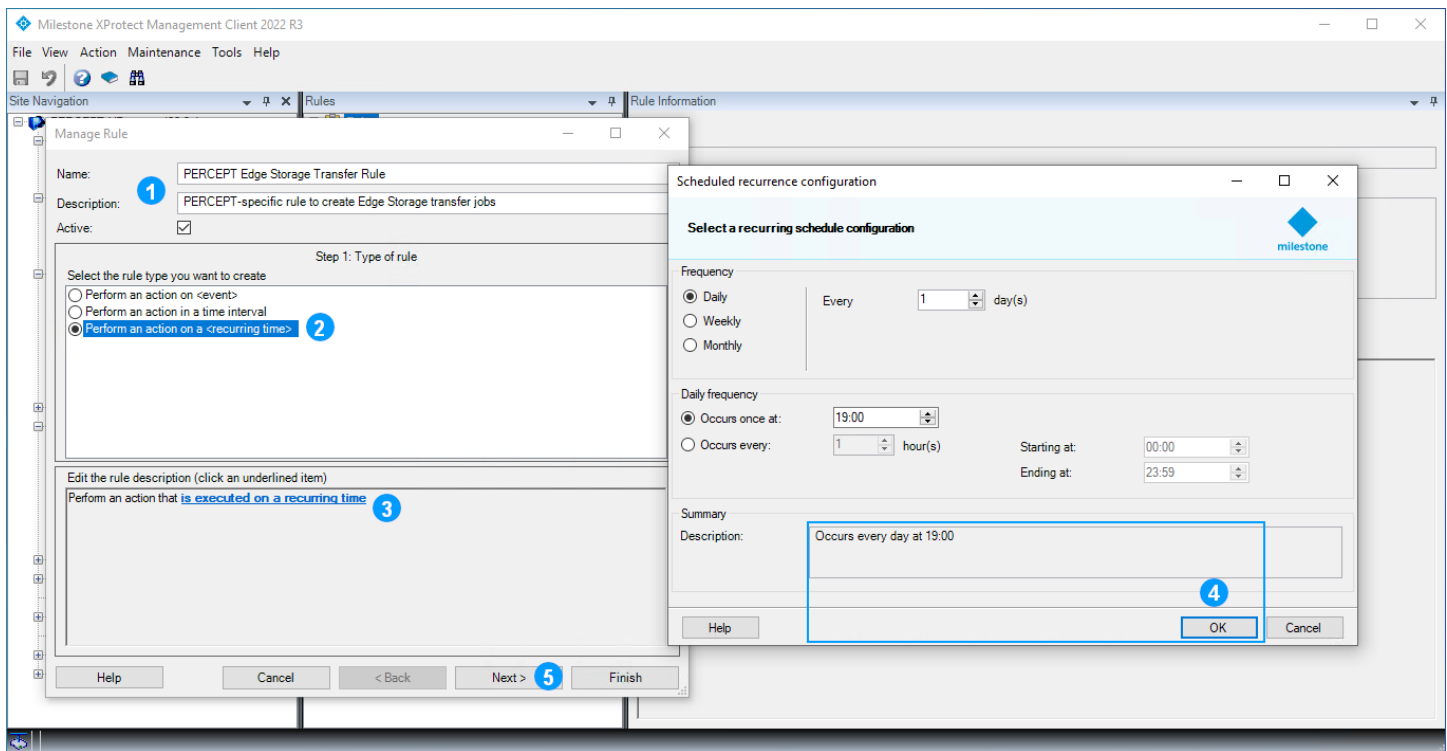 Milestone XProtect Management Client 2022 R3
File View Action Maintenance Tools Help
Site Navigation
Rules
Rule Information
Manage Rule
Name: PERCEPT Edge Storage Transfer Rule
1
Description: PERCEPT-specific rule to create Edge Storage transfer jobs
Active:
Step 1: Type of rule
Select the rule type you want to create
Perform an action on <event>
Perform an action in a time interval
Perform an action on a <recurring time> 2
Edit the rule description (click an underlined item)
Perform an action that is executed on a recurring time 3
Help Cancel < Back Next > 5 Finish
Scheduled recurrence configuration
Select a recurring schedule configuration
milestone
Frequency
Daily Every 1 day(s)
Weekly
Monthly
Daily frequency
Occurs once at: 19:00
Occurs every: 1 hour(s) Starting at: 00:00
Ending at: 23:59
Summary
Description: Occurs every day at 19:00
4
Help OK Cancel